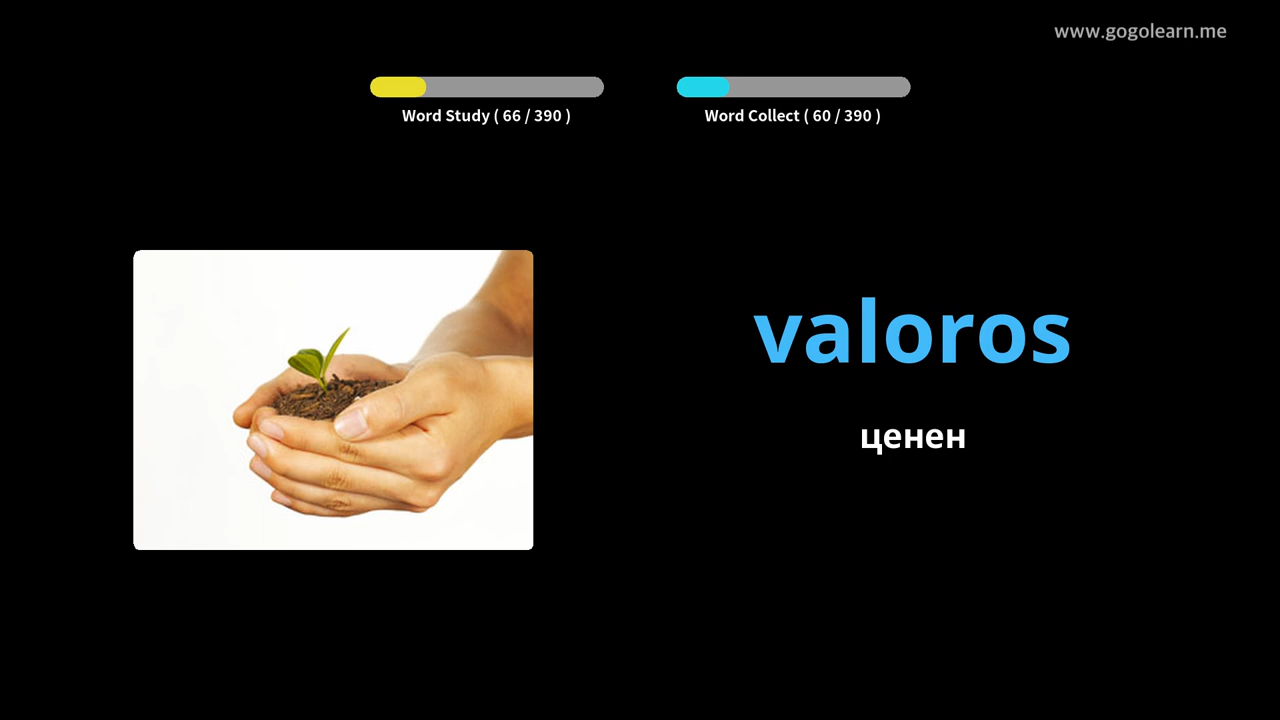 www.gogolearn.me
Word Study ( 66 / 390 )
Word Collect ( 60 / 390 )
valoros
ценен